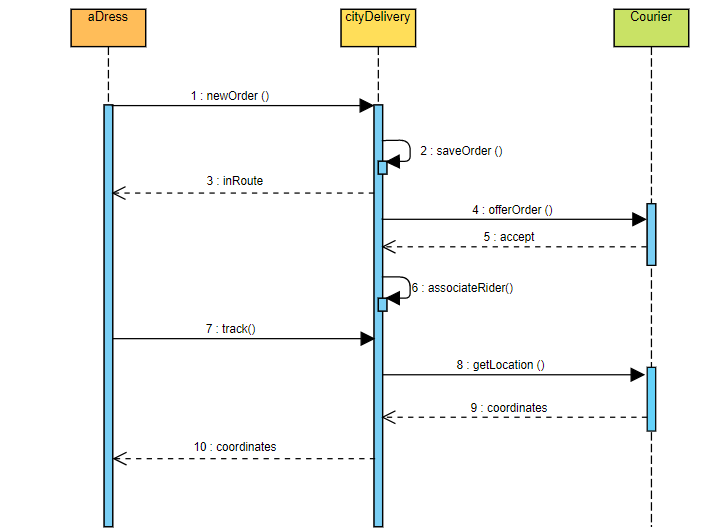 aDress
cityDelivery
Courier
1 : newOrder ()
2 : saveOrder ()
3 : inRoute
4 : offerOrder ()
5 : accept
6 : associateRider()
7 : track()
8 : getLocation ()
9 : coordinates
10 : coordinates